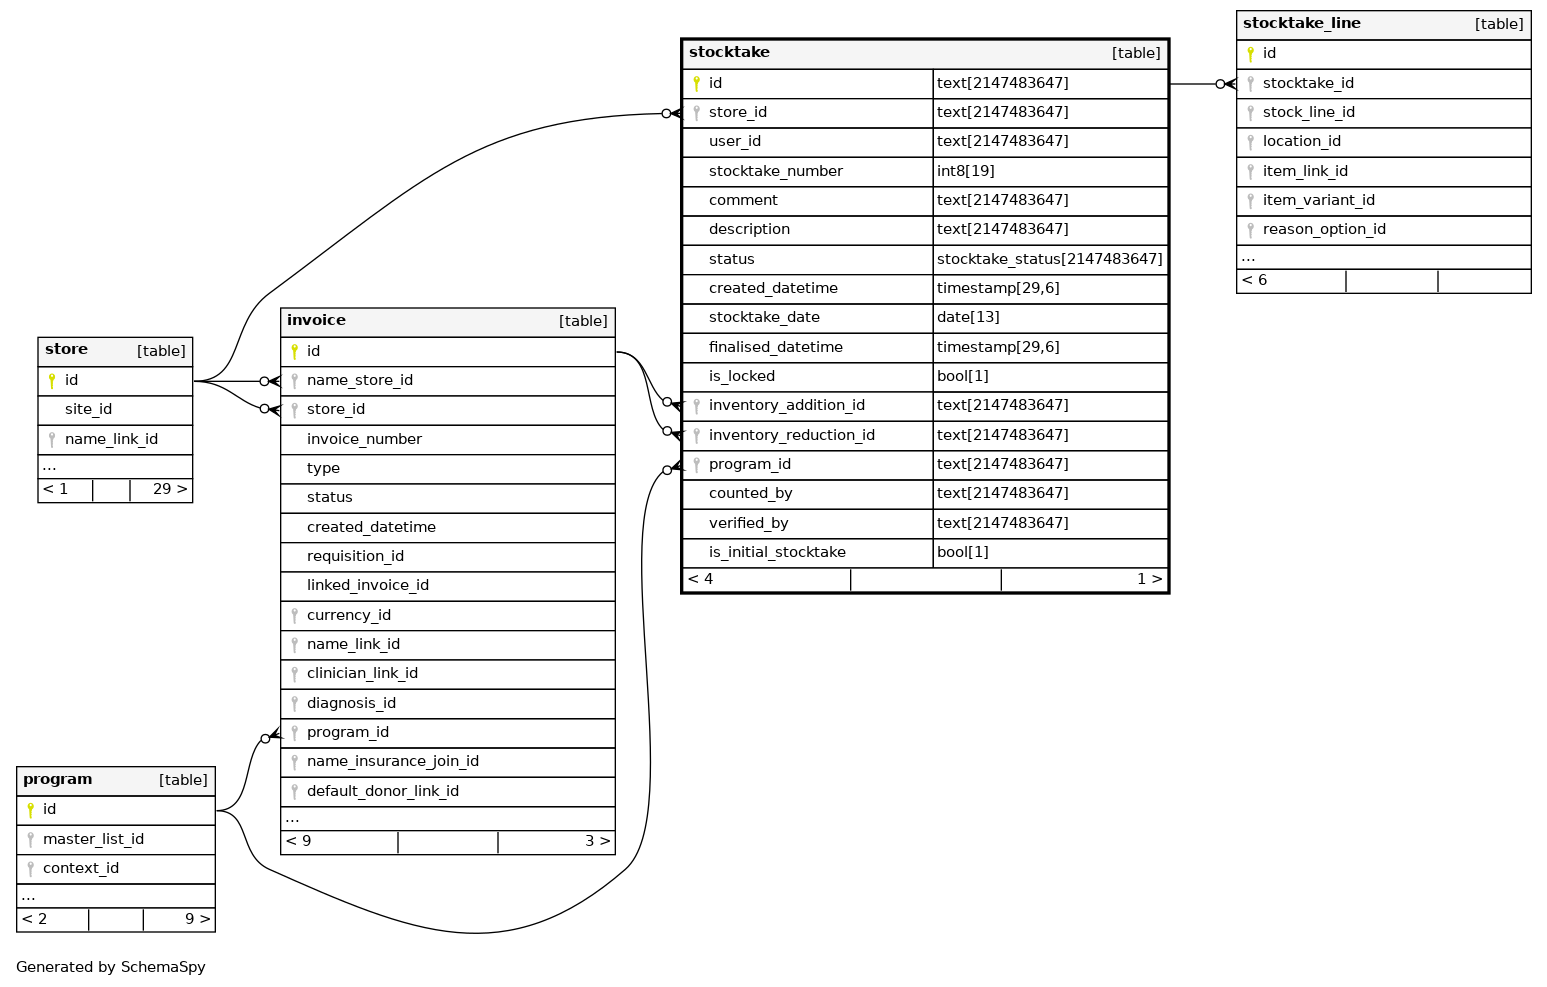 stocktake_line [table]
id
stocktake_id
stock_line_id
location_id
item_link_id
item_variant_id
reason_option_id
...
< 6
stocktake [table]
id text[2147483647]
store_id text[2147483647]
user_id text[2147483647]
stocktake_number int8[19]
comment text[2147483647]
description text[2147483647]
status stocktake_status[2147483647]
created_datetime timestamp[29,6]
stocktake_date date[13]
finalised_datetime timestamp[29,6]
is_locked bool[1]
inventory_addition_id text[2147483647]
inventory_reduction_id text[2147483647]
program_id text[2147483647]
counted_by text[2147483647]
verified_by text[2147483647]
is_initial_stocktake bool[1]
< 4 1 >
invoice [table]
id
name_store_id
store_id
invoice_number
type
status
created_datetime
requisition_id
linked_invoice_id
currency_id
name_link_id
clinician_link_id
diagnosis_id
program_id
name_insurance_join_id
default_donor_link_id
...
< 9 3 >
store [table]
id
site_id
name_link_id
...
< 1 29 >
program [table]
id
master_list_id
context_id
...
< 2 9 >
Generated by SchemaSpy